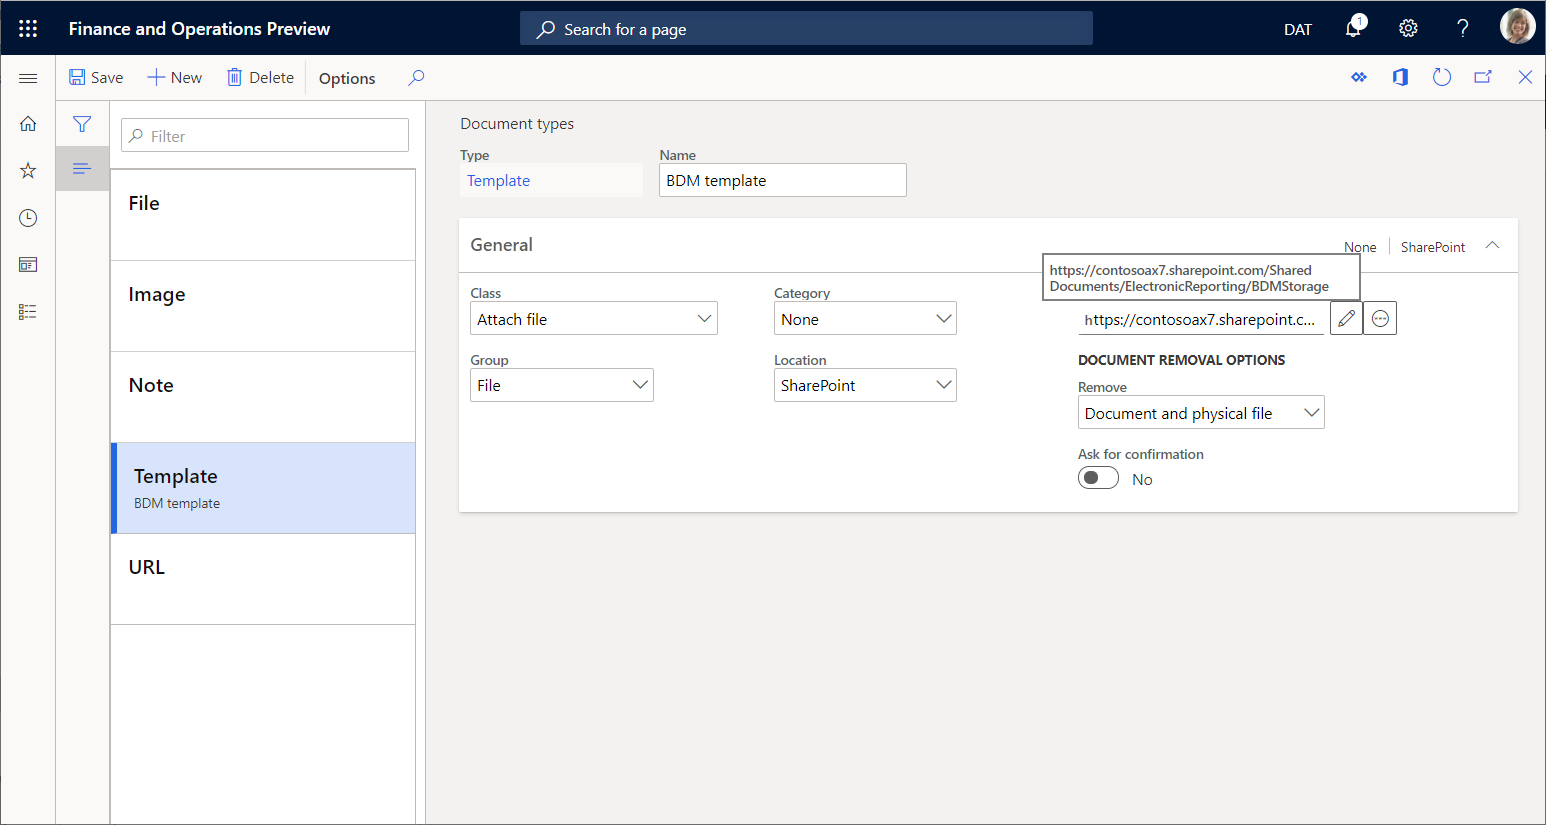 Finance and Operations Preview
Search for a page
DAT
1
?
Save
New
Delete
Options
Filter
File
Image
Note
Template
BDM template
URL
Document types
Type
Name
Template
BDM template
General
None
SharePoint
https://contosoax7.sharepoint.com/Shared
Documents/ElectronicReporting/BDMStorage
Class
Category
Attach file
None
https://contosoax7.sharepoint.c...
Group
Location
File
SharePoint
DOCUMENT REMOVAL OPTIONS
Remove
Document and physical file
Ask for confirmation
No